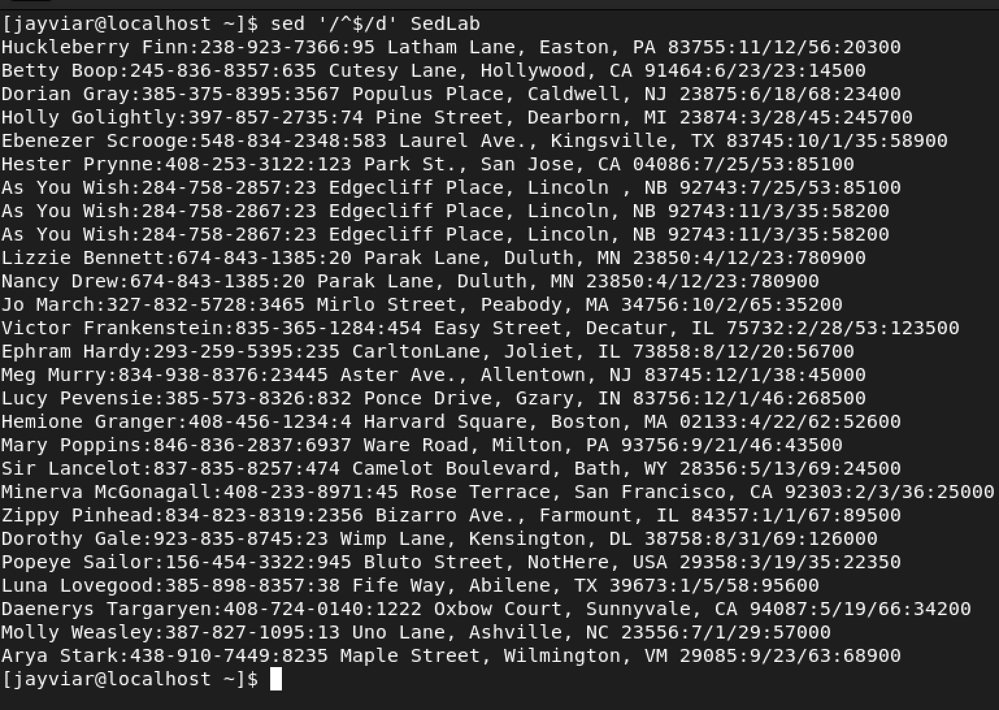 [jayviar@localhost ~]$ sed '/^$/d' SedLab
Huckleberry Finn:238-923-7366:95 Latham Lane, Easton, PA 83755:11/12/56:20300
Betty Boop:245-836-8357:635 Cutesy Lane, Hollywood, CA 91464:6/23/23:14500
Dorian Gray:385-375-8395:3567 Populus Place, Caldwell, NJ 23875:6/18/68:23400
Holly Golightly:397-857-2735:74 Pine Street, Dearborn, MI 23874:3/28/45:245700
Ebenezer Scrooge:548-834-2348:583 Laurel Ave., Kingsville, TX 83745:10/1/35:58900
Hester Prynne:408-253-3122:123 Park St., San Jose, CA 04086:7/25/53:85100
As You Wish:284-758-2857:23 Edgecliff Place, Lincoln , NB 92743:7/25/53:85100
As You Wish:284-758-2867:23 Edgecliff Place, Lincoln, NB 92743:11/3/35:58200
As You Wish:284-758-2867:23 Edgecliff Place, Lincoln, NB 92743:11/3/35:58200
Lizzie Bennett:674-843-1385:20 Parak Lane, Duluth, MN 23850:4/12/23:780900
Nancy Drew:674-843-1385:20 Parak Lane, Duluth, MN 23850:4/12/23:780900
Jo March:327-832-5728:3465 Mirlo Street, Peabody, MA 34756:10/2/65:35200
Victor Frankenstein:835-365-1284:454 Easy Street, Decatur, IL 75732:2/28/53:123500
Ephram Hardy:293-259-5395:235 CarltonLane, Joliet, IL 73858:8/12/20:56700
Meg Murry:834-938-8376:23445 Aster Ave., Allentown, NJ 83745:12/1/38:45000
Lucy Pevensie:385-573-8326:832 Ponce Drive, Gzary, IN 83756:12/1/46:268500
Hemione Granger:408-456-1234:4 Harvard Square, Boston, MA 02133:4/22/62:52600
Mary Poppins:846-836-2837:6937 Ware Road, Milton, PA 93756:9/21/46:43500
Sir Lancelot:837-835-8257:474 Camelot Boulevard, Bath, WY 28356:5/13/69:24500
Minerva McGonagall:408-233-8971:45 Rose Terrace, San Francisco, CA 92303:2/3/36:25000
Zippy Pinhead:834-823-8319:2356 Bizarro Ave., Farmount, IL 84357:1/1/67:89500
Dorothy Gale:923-835-8745:23 Wimp Lane, Kensington, DL 38758:8/31/69:126000
Popeye Sailor:156-454-3322:945 Bluto Street, NotHere, USA 29358:3/19/35:22350
Luna Lovegood:385-898-8357:38 Fife Way, Abilene, TX 39673:1/5/58:95600
Daenerys Targaryen:408-724-0140:1222 Oxbow Court, Sunnyvale, CA 94087:5/19/66:34200
Molly Weasley:387-827-1095:13 Uno Lane, Ashville, NC 23556:7/1/29:57000
Arya Stark:438-910-7449:8235 Maple Street, Wilmington, VM 29085:9/23/63:68900
[jayviar@localhost ~]$